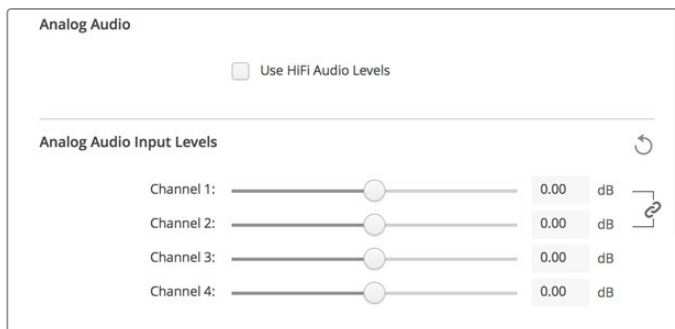 Analog Audio
Use HiFi Audio Levels
Analog Audio Input Levels
Channel 1: 0.00 dB
Channel 2: 0.00 dB
Channel 3: 0.00 dB
Channel 4: 0.00 dB